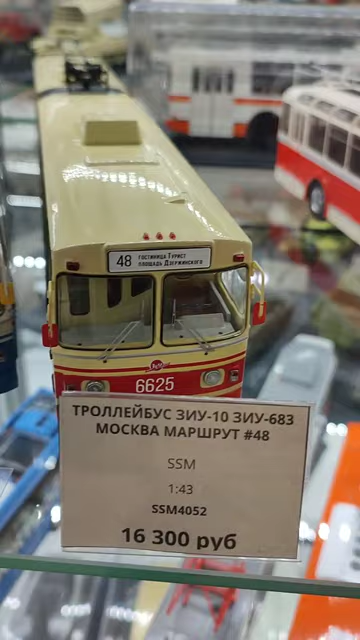 48 гостиница Турист
площадь Дзержинского
6625
ТРОЛЛЕЙБУС ЗИУ-10 ЗИУ-683
МОСКВА МАРШРУТ #48
SSM
1:43
SSM4052
16 300 руб